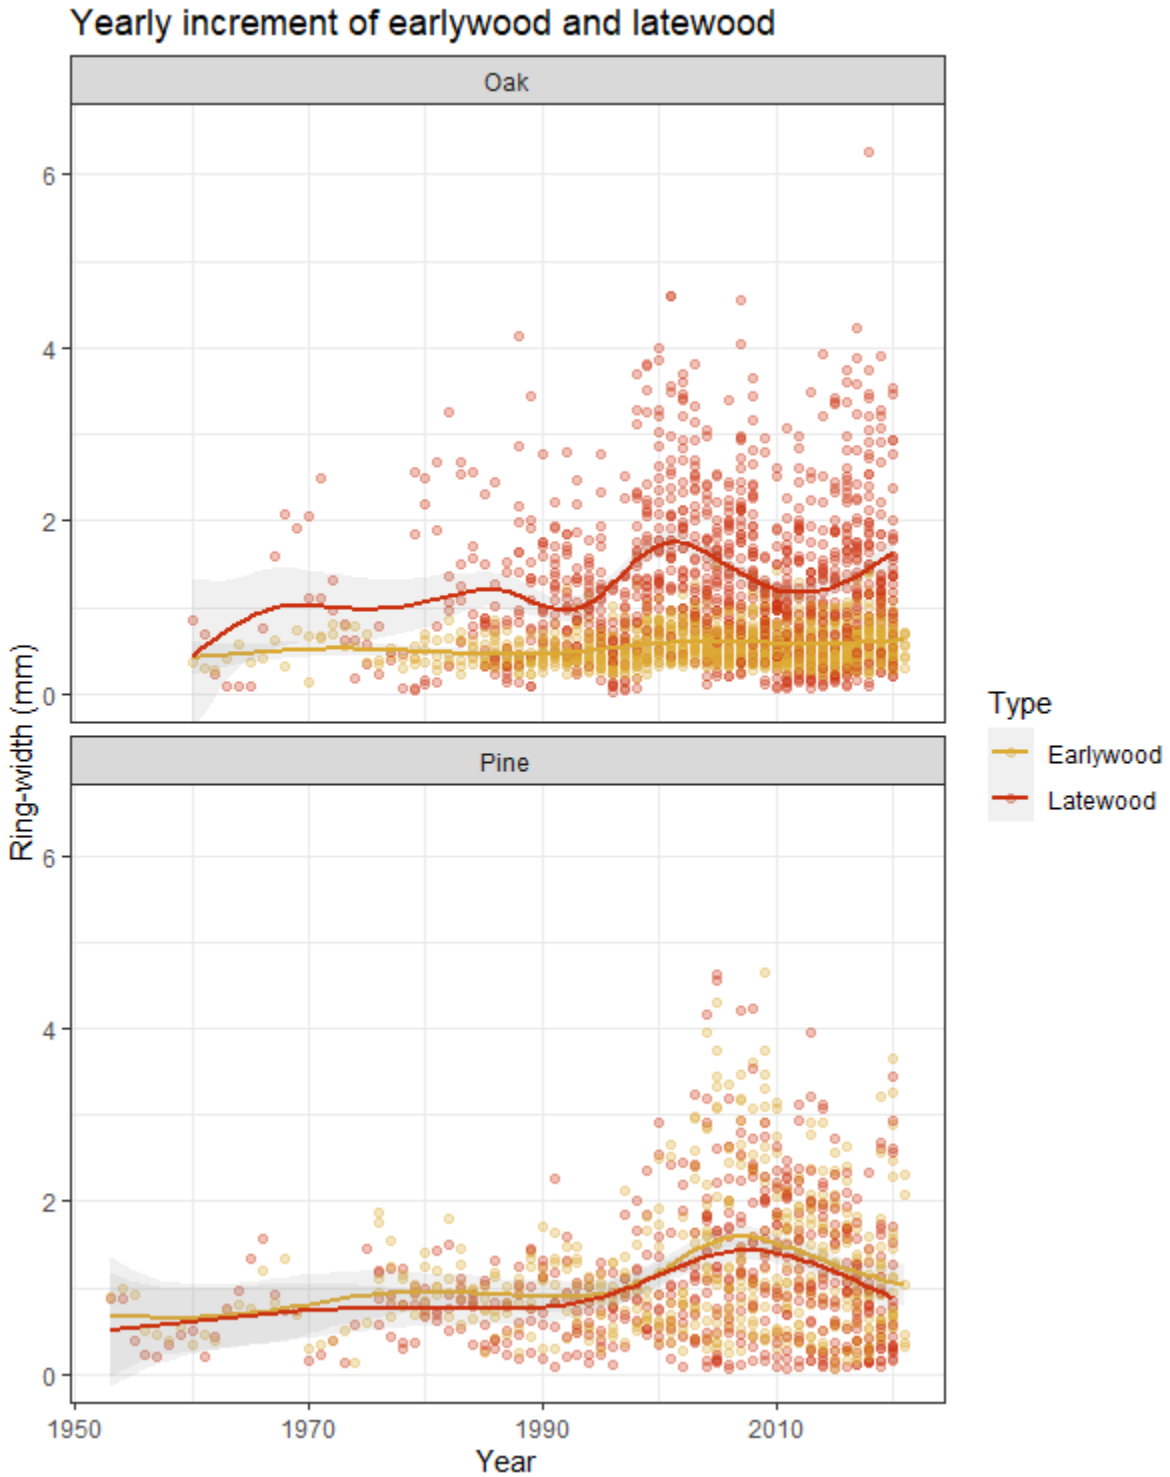 Yearly increment of earlywood and latewood
Oak
6
4
2
0
Pine
6
4
2
0
1950
1970
1990
2010
Year
Ring-width (mm)
Type
Earlywood
Latewood